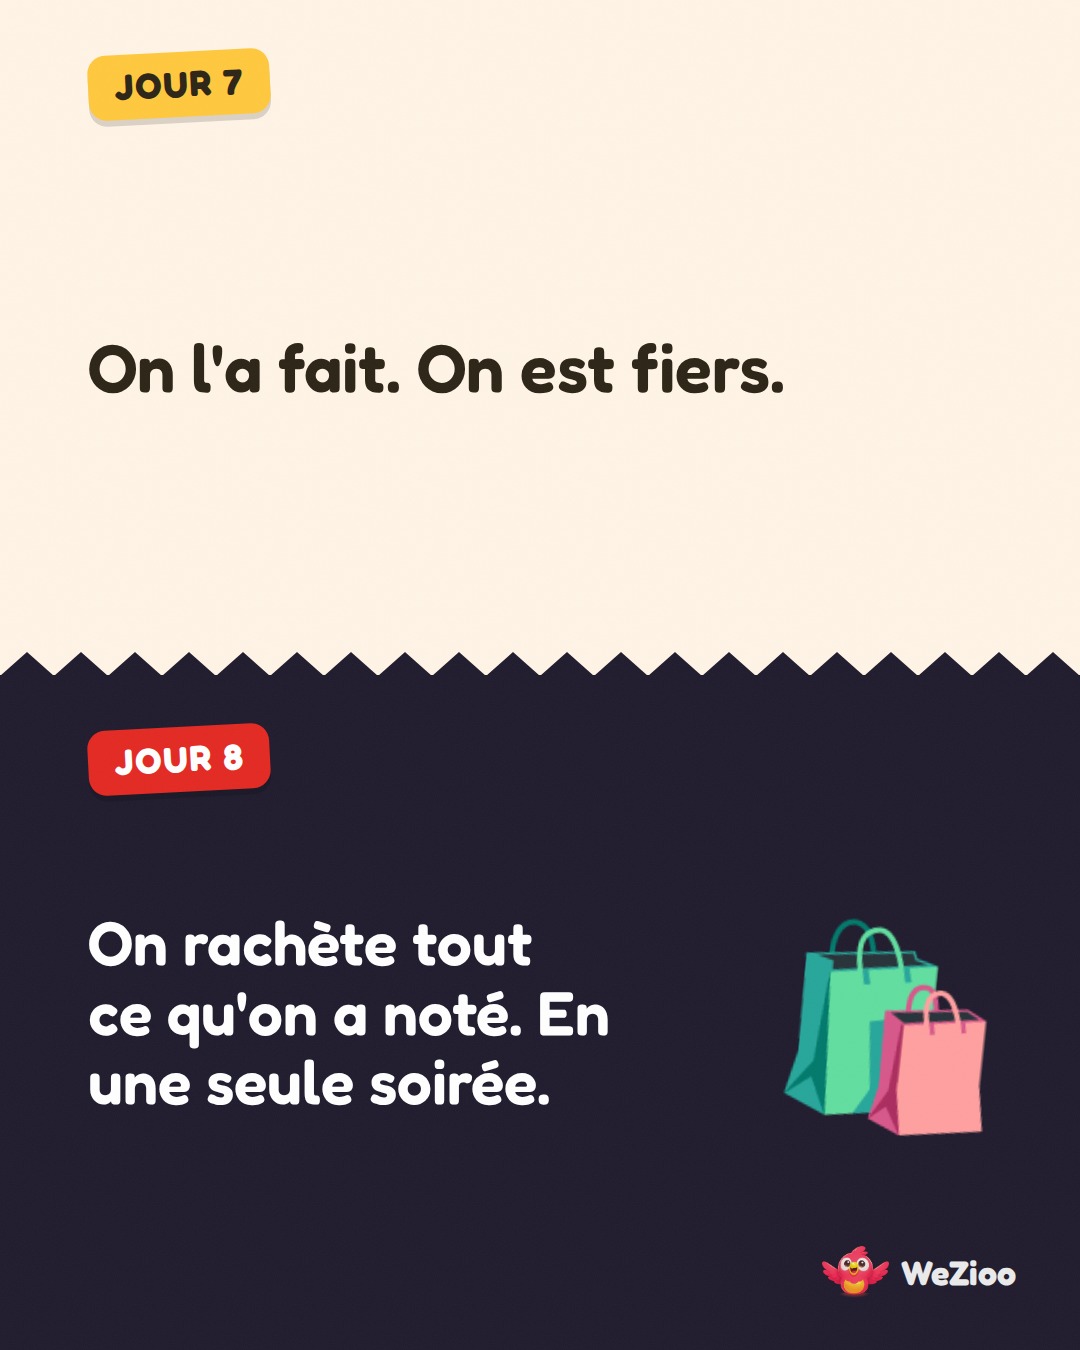 JOUR 7
On l'a fait. On est fiers.
JOUR 8
On rachète tout
ce qu'on a noté. En
une seule soirée.
WeZioo